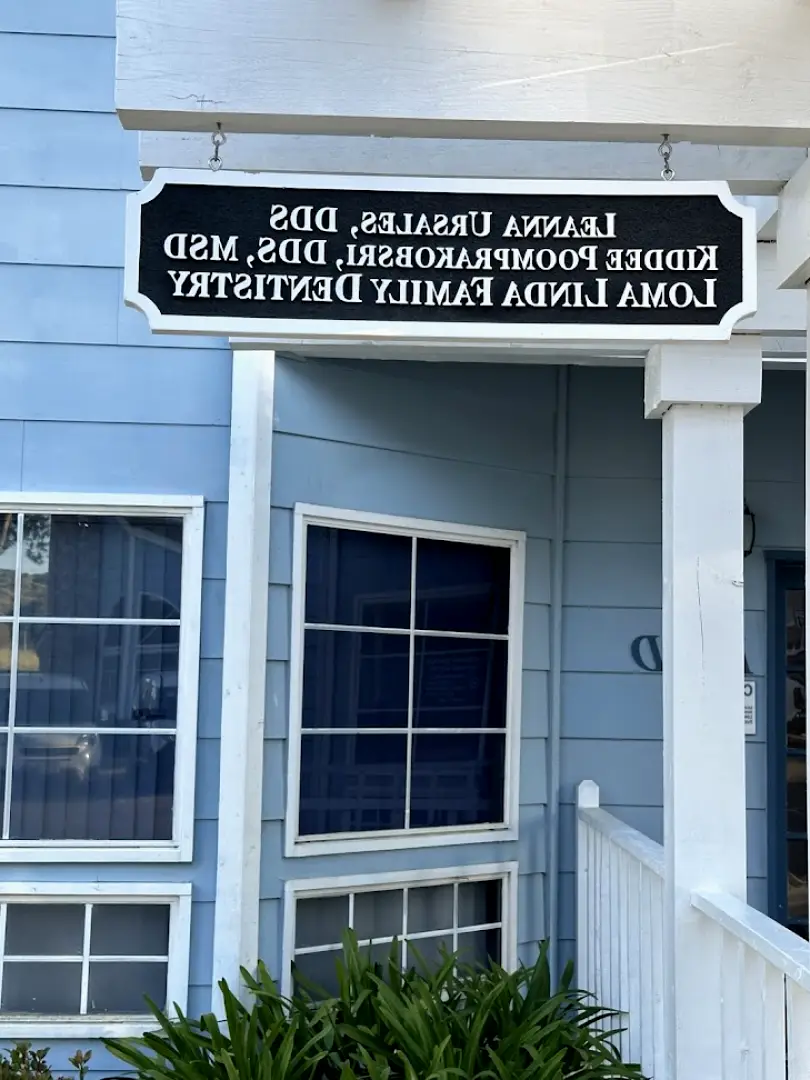 LEANNA URSALES, DDS
KIDDEE POOMPRAKOBSRI, DDS, MSD
LOMA LINDA FAMILY DENTISTRY